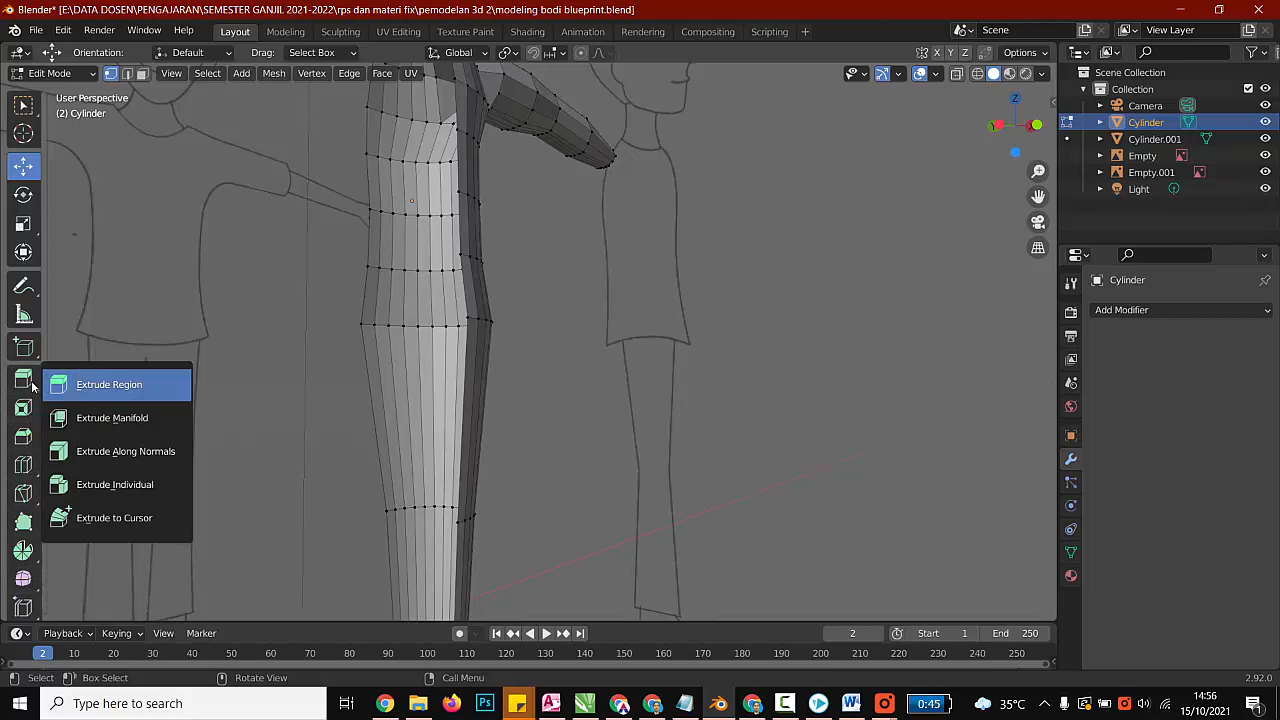 Blender* [E:\DATA DOSEN\PENGAJARAN\SEMESTER GANJIL 2021-2022\rps dan materi fix\pemodelan 3d 2\modeling bodi blueprint.blend]
File Edit Render Window Help Layout Modeling Sculpting UV Editing Texture Paint Shading Animation Rendering Compositing Scripting + Scene View Layer
Orientation: Default Drag: Select Box Global X Y Z Options
Edit Mode View Select Add Mesh Vertex Edge Face UV
User Perspective
(2) Cylinder
Z
Scene Collection
Collection
Camera
Cylinder
Cylinder.001
Empty
Empty.001
Light
Cylinder
Add Modifier
Extrude Region
Extrude Manifold
Extrude Along Normals
Extrude Individual
Extrude to Cursor
Playback Keying View Marker 2 Start 1 End 250
2 10 20 30 40 50 60 70 80 90 100 110 120 130 140 150 160 170 180 190 200 210 220 230 240 250
Select Box Select Rotate View Call Menu 2.92.0
Type here to search
0:45
35°C
14:56
15/10/2021